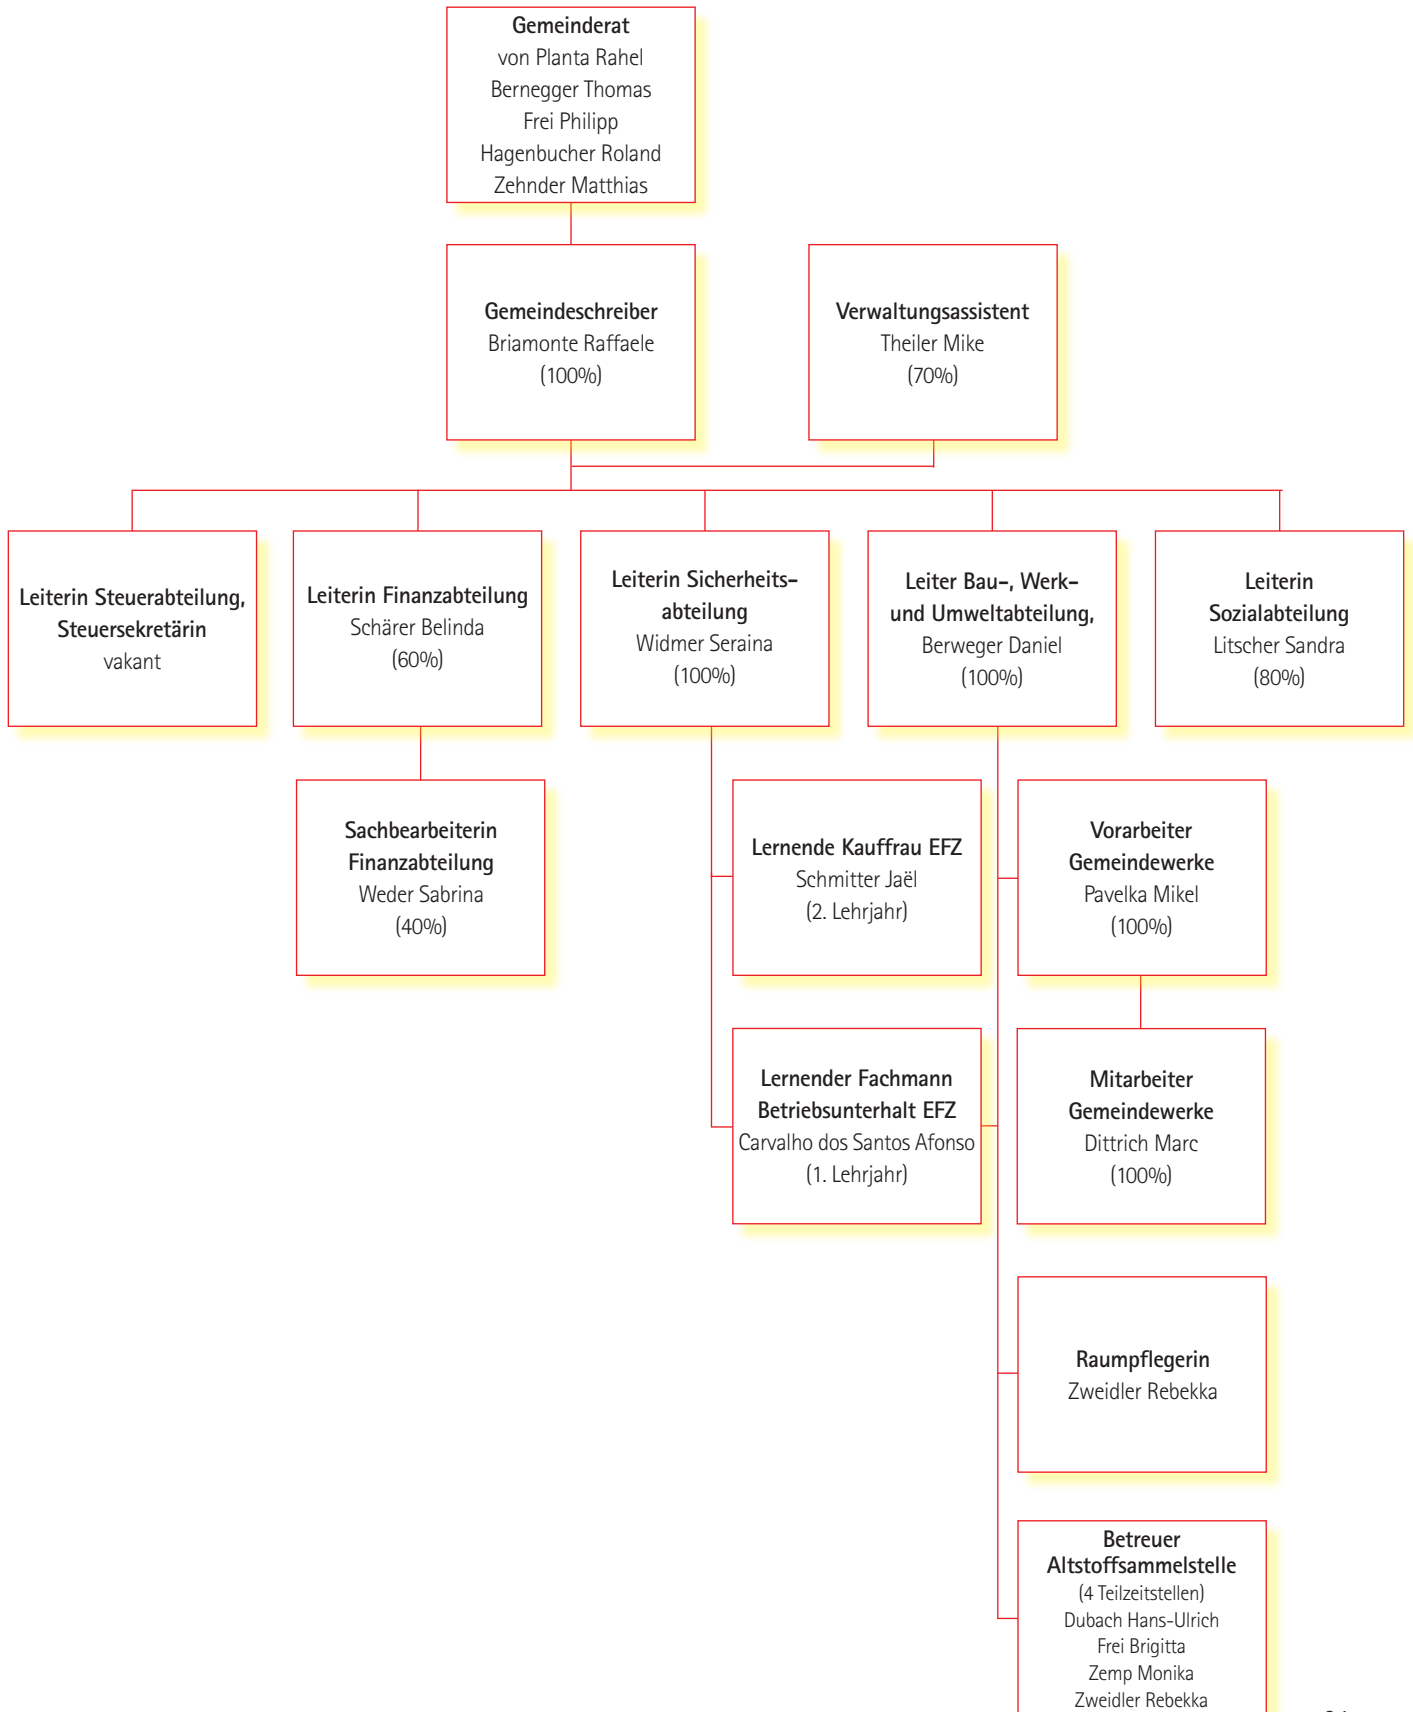 Gemeinderat
von Planta Rahel
Bernegger Thomas
Frei Philipp
Hagenbucher Roland
Zehnder Matthias
Gemeindeschreiber
Briamonte Raffaele
(100%)
Verwaltungsassistent
Theiler Mike
(70%)
Leiterin Steuerabteilung,
Steuersekretärin
vakant
Leiterin Finanzabteilung
Schärer Belinda
(60%)
Leiterin Sicherheits-
abteilung
Widmer Seraina
(100%)
Leiter Bau-, Werk-
und Umweltabteilung,
Berweger Daniel
(100%)
Leiterin
Sozialabteilung
Litscher Sandra
(80%)
Sachbearbeiterin
Finanzabteilung
Weder Sabrina
(40%)
Lernende Kauffrau EFZ
Schmitter Jaël
(2. Lehrjahr)
Vorarbeiter
Gemeindewerke
Pavelka Mikel
(100%)
Lernender Fachmann
Betriebsunterhalt EFZ
Carvalho dos Santos Afonso
(1. Lehrjahr)
Mitarbeiter
Gemeindewerke
Dittrich Marc
(100%)
Raumpflegerin
Zweidler Rebekka
Betreuer
Altstoffsammelstelle
(4 Teilzeitstellen)
Dubach Hans-Ulrich
Frei Brigitta
Zemp Monika
Zweidler Rebekka